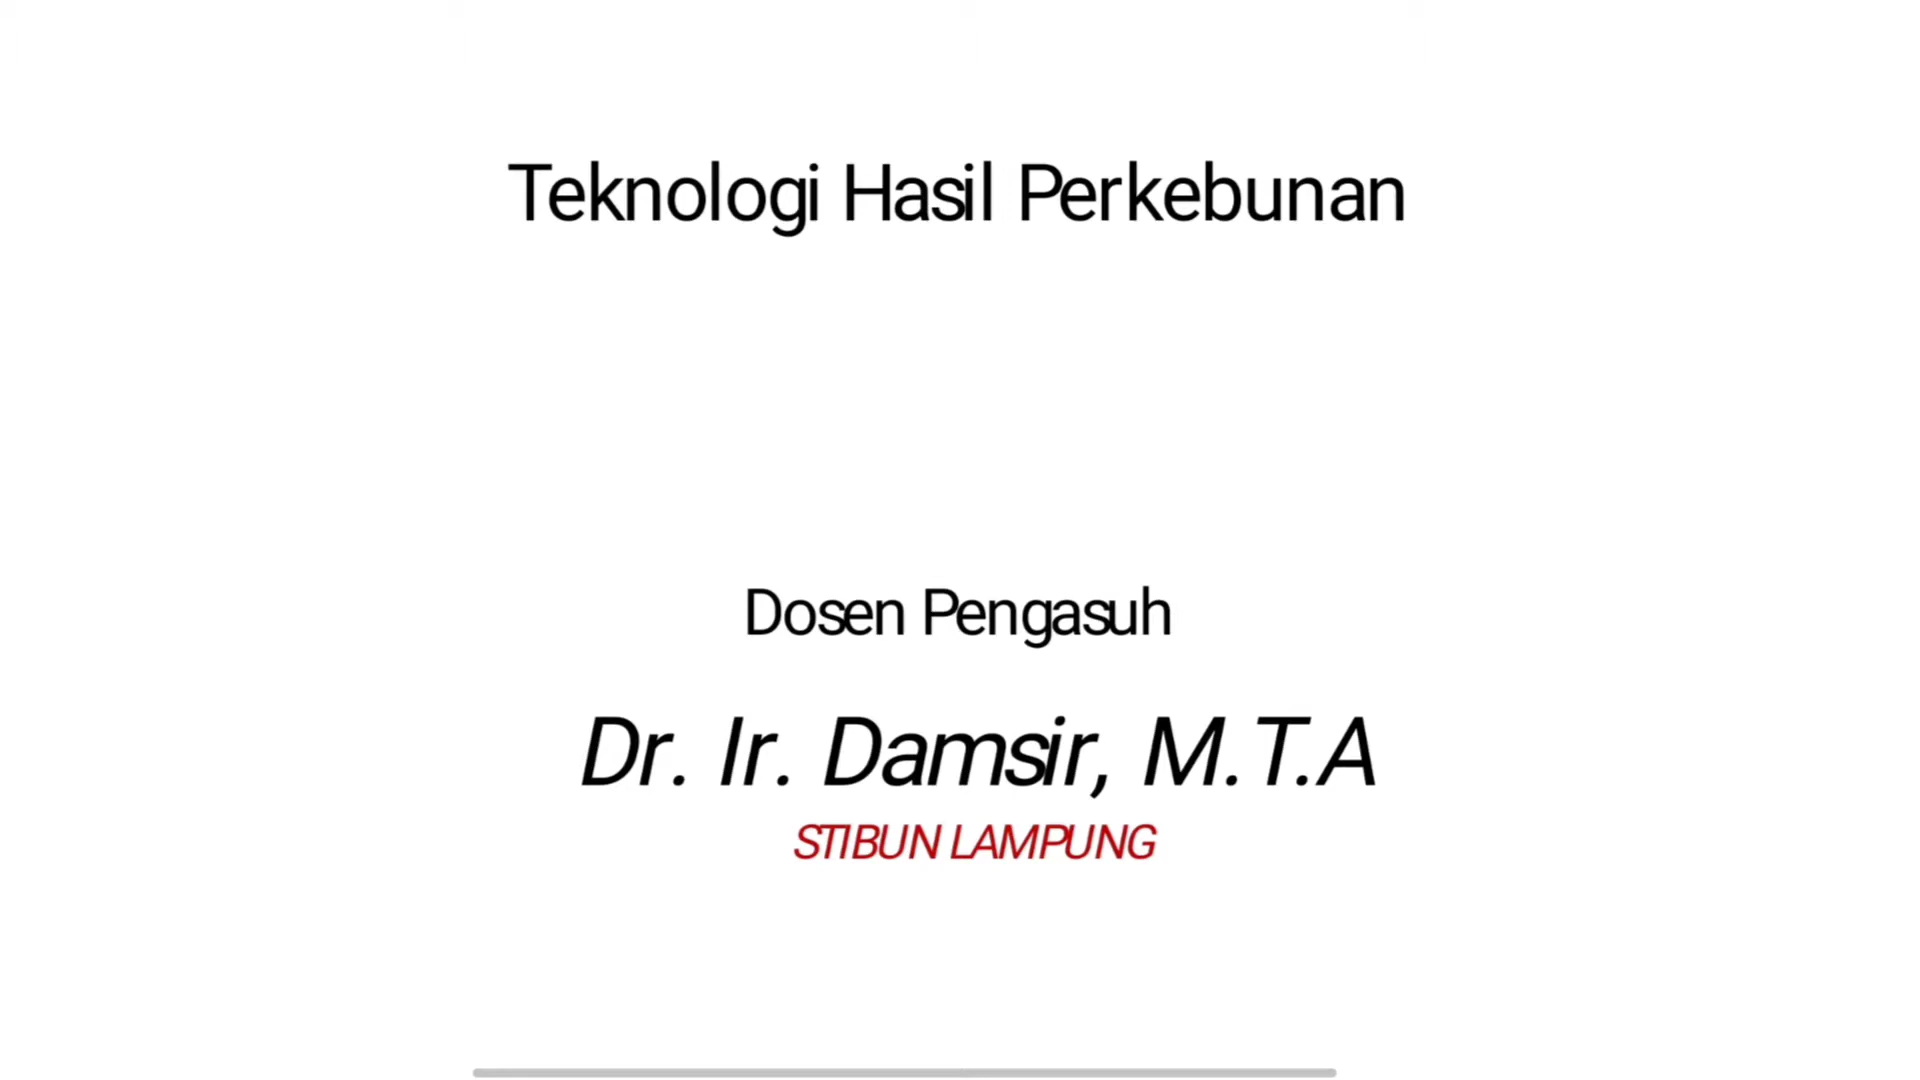 Teknologi Hasil Perkebunan
Dosen Pengasuh
Dr. Ir. Damsir, M.T.A
STIBUN LAMPUNG